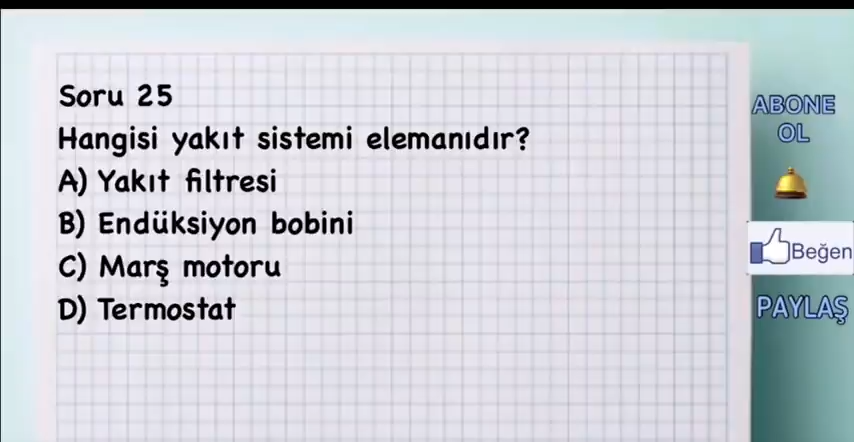 Soru 25
Hangisi yakıt sistemi elemanıdır?
A) Yakıt filtresi
B) Endüksiyon bobini
C) Marş motoru
D) Termostat
ABONE
OL
Beğen
PAYLAŞ